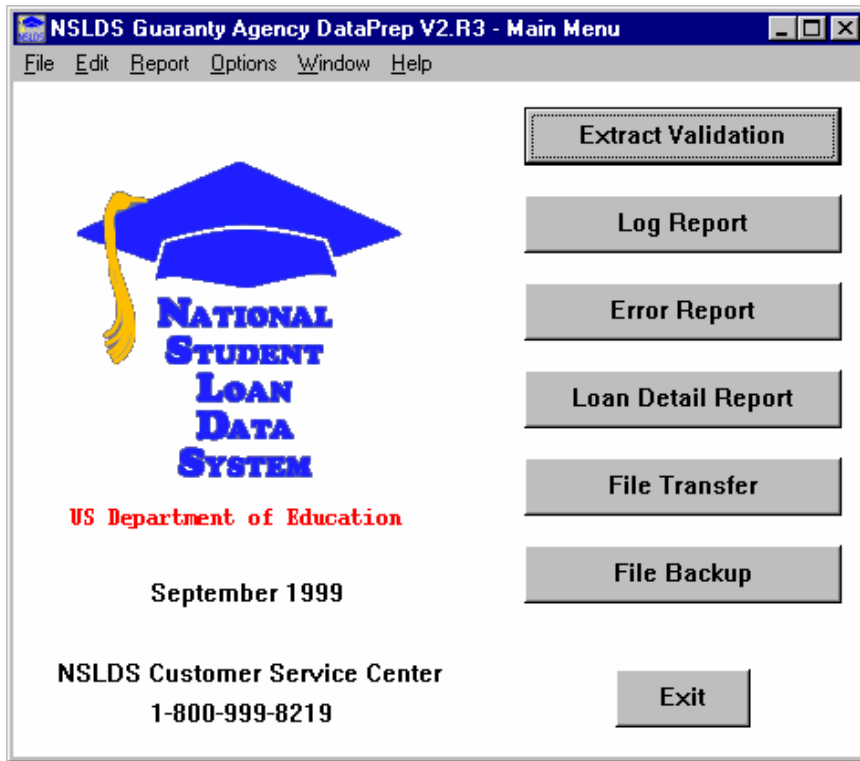 NSLDS Guaranty Agency DataPrep V2.R3 - Main Menu
File Edit Report Options Window Help
NATIONAL
STUDENT
LOAN
DATA
SYSTEM
US Department of Education
September 1999
NSLDS Customer Service Center
1-800-999-8219
Extract Validation
Log Report
Error Report
Loan Detail Report
File Transfer
File Backup
Exit